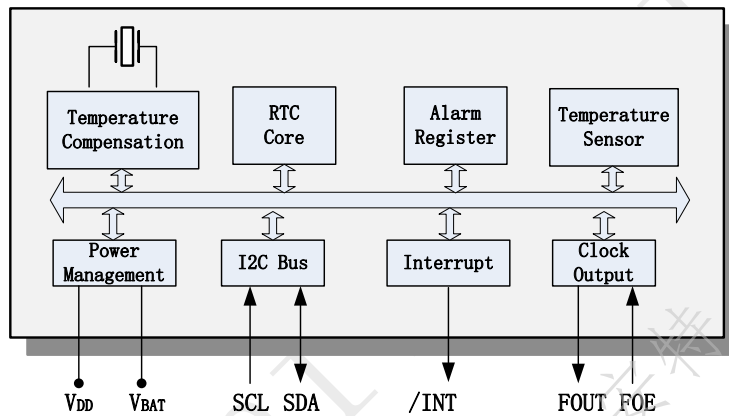 Temperature
Compensation
RTC
Core
Alarm
Register
Temperature
Sensor
Power
Management
I2C Bus
Interrupt
Clock
Output
VDD VBAT SCL SDA /INT FOUT FOE